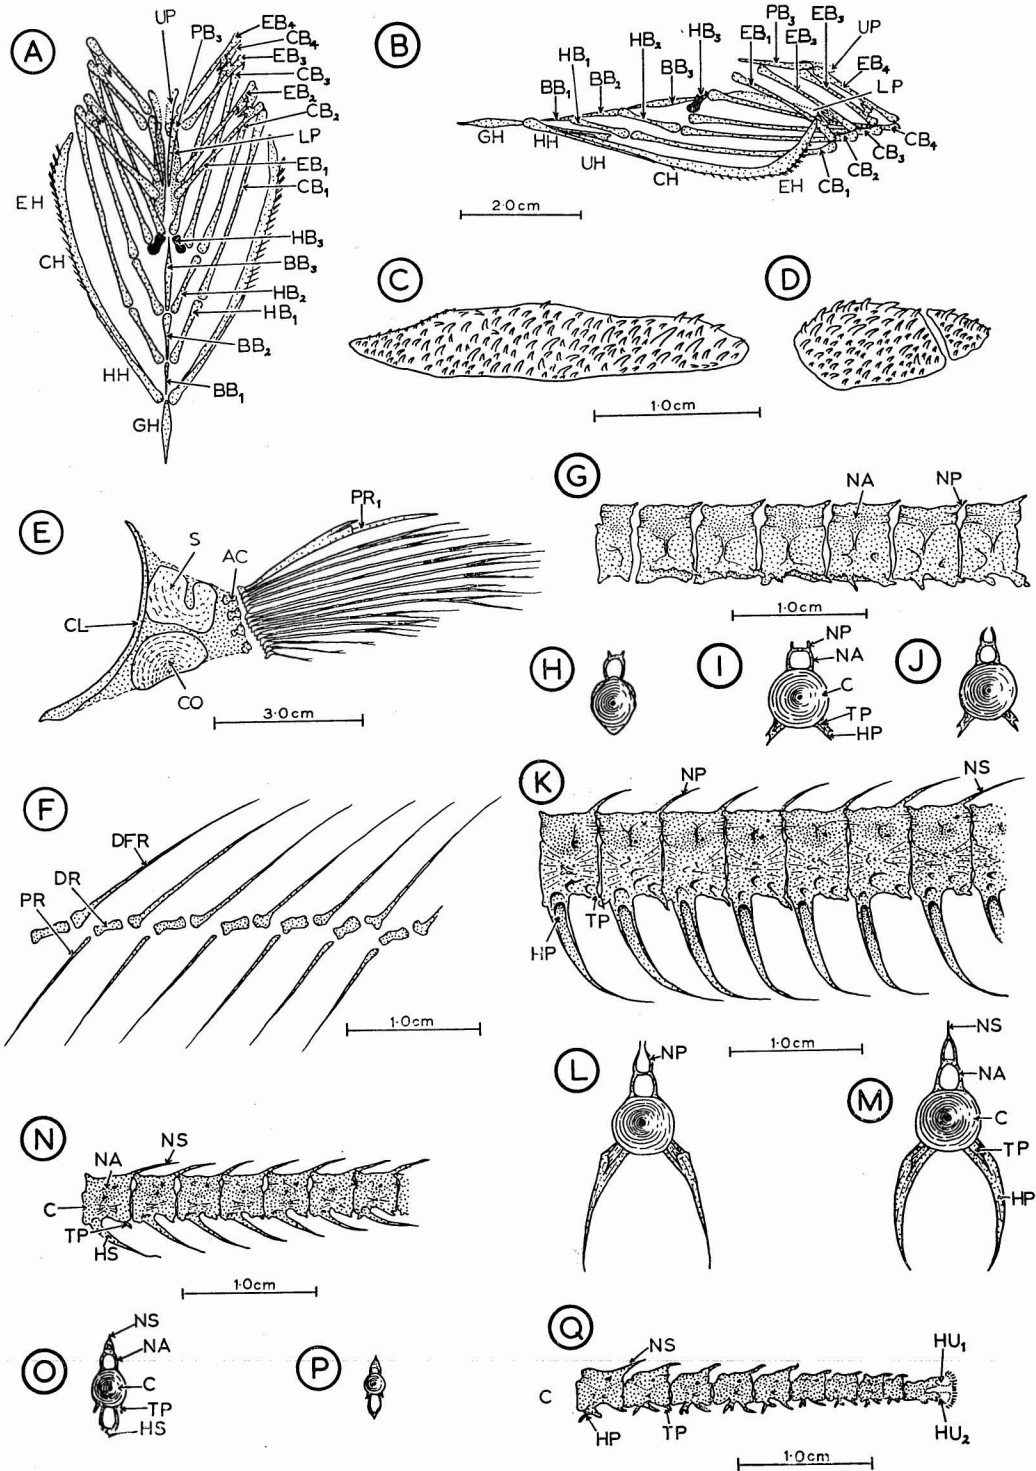 A
UP
PB3
EB4
CB4
EB3
CB3
EB2
CB2
LP
EB1
CB1
EH
CH
HB3
BB3
HB2
HB1
BB2
HH
BB1
GH
B
BB1
HB1
BB2
HB2
BB3
HB3
EB1
PB3
EB2
EB3
UP
EB4
LP
GH
HH
UH
CH
EH
CB1
CB2
CB3
CB4
2·0cm
C
D
1·0cm
E
PR1
S
AC
CL
CO
3·0cm
G
NA
NP
1·0cm
H
I
NP
NA
C
TP
HP
J
F
DFR
DR
PR
1·0cm
K
NP
NS
TP
HP
1·0cm
L
NP
M
NS
NA
C
TP
HP
N
NS
NA
C
TP
HS
1·0cm
O
NS
NA
C
TP
HS
P
Q
NS
HU1
C
HP
TP
HU2
1·0cm